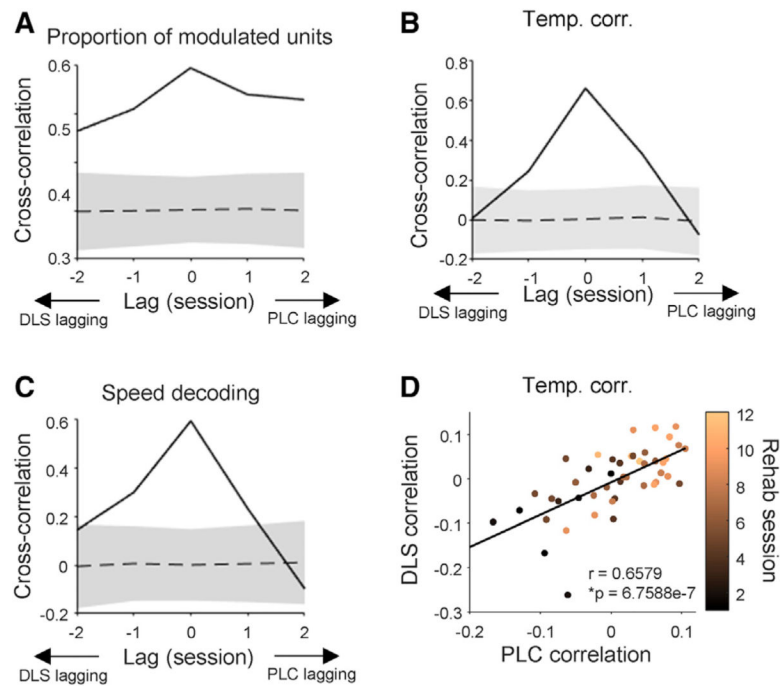 A
Proportion of modulated units
0.6
0.5
0.4
0.3
Cross-correlation
-2 -1 0 1 2
Lag (session)
DLS lagging
PLC lagging
B
Temp. corr.
0.8
0.6
0.4
0.2
0
-0.2
Cross-correlation
-2 -1 0 1 2
Lag (session)
DLS lagging
PLC lagging
C
Speed decoding
0.6
0.4
0.2
0
-0.2
Cross-correlation
-2 -1 0 1 2
Lag (session)
DLS lagging
PLC lagging
D
Temp. corr.
0.1
0
-0.1
-0.2
-0.3
DLS correlation
r = 0.6579
*p = 6.7588e-7
-0.2 -0.1 0 0.1
PLC correlation
12
10
8
6
4
2
Rehab session